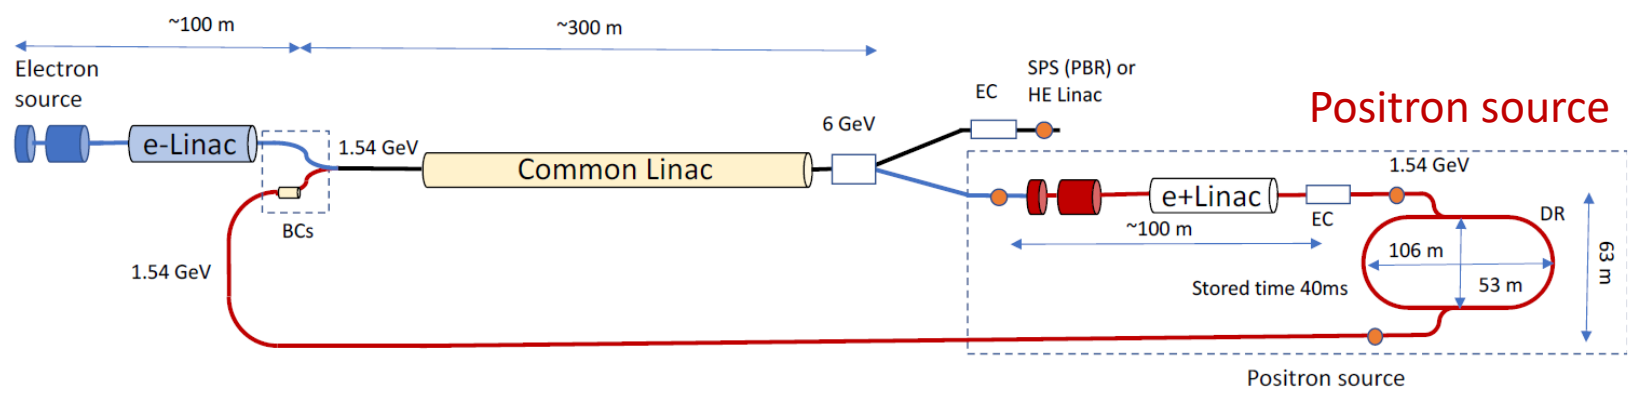 ~100 m
~300 m
Electron
source
SPS (PBR) or
HE Linac
EC
Positron source
6 GeV
e-Linac
1.54 GeV
Common Linac
1.54 GeV
e+Linac
EC
DR
BCs
~100 m
106 m
63 m
1.54 GeV
Stored time 40ms
53 m
Positron source